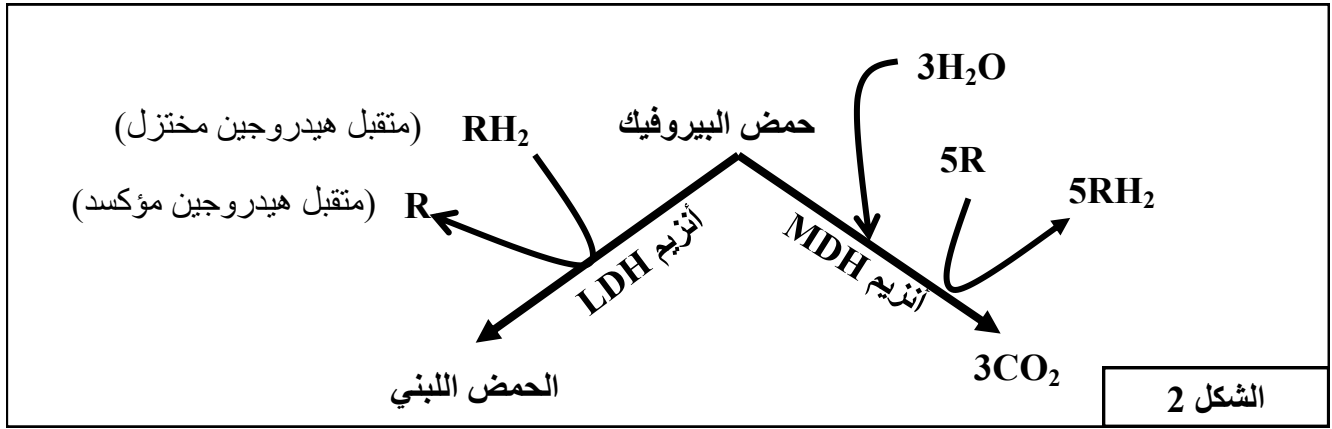 3H₂O
حمض البيروفيك
RH₂ (متقبل هيدروجين مختزل)
5R
5RH₂
R (متقبل هيدروجين مؤكسد)
أنزيم LDH
أنزيم MDH
3CO₂
الحمض اللبني
الشكل 2